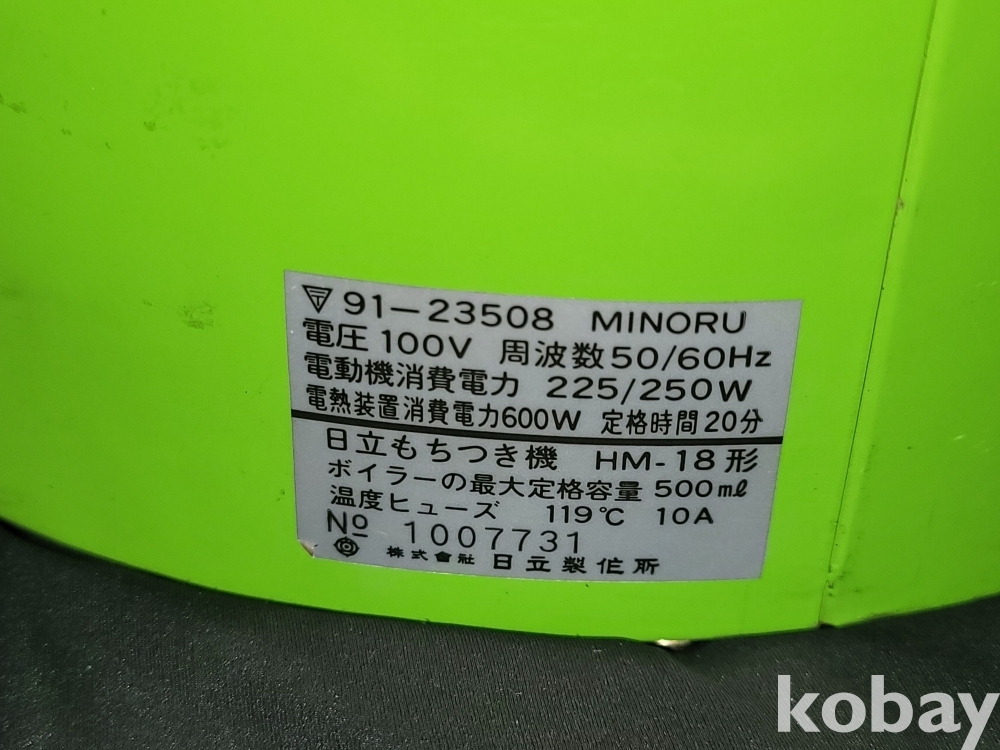 91-23508 MINORU
電圧 100V 周波数 50/60Hz
電動機消費電力 225/250W
電熱装置消費電力600W 定格時間20分
日立もちつき機 HM-18形
ボイラーの最大定格容量 500mℓ
温度ヒューズ 119℃ 10A
No 1007731
株式會社 日立製作所
kobay